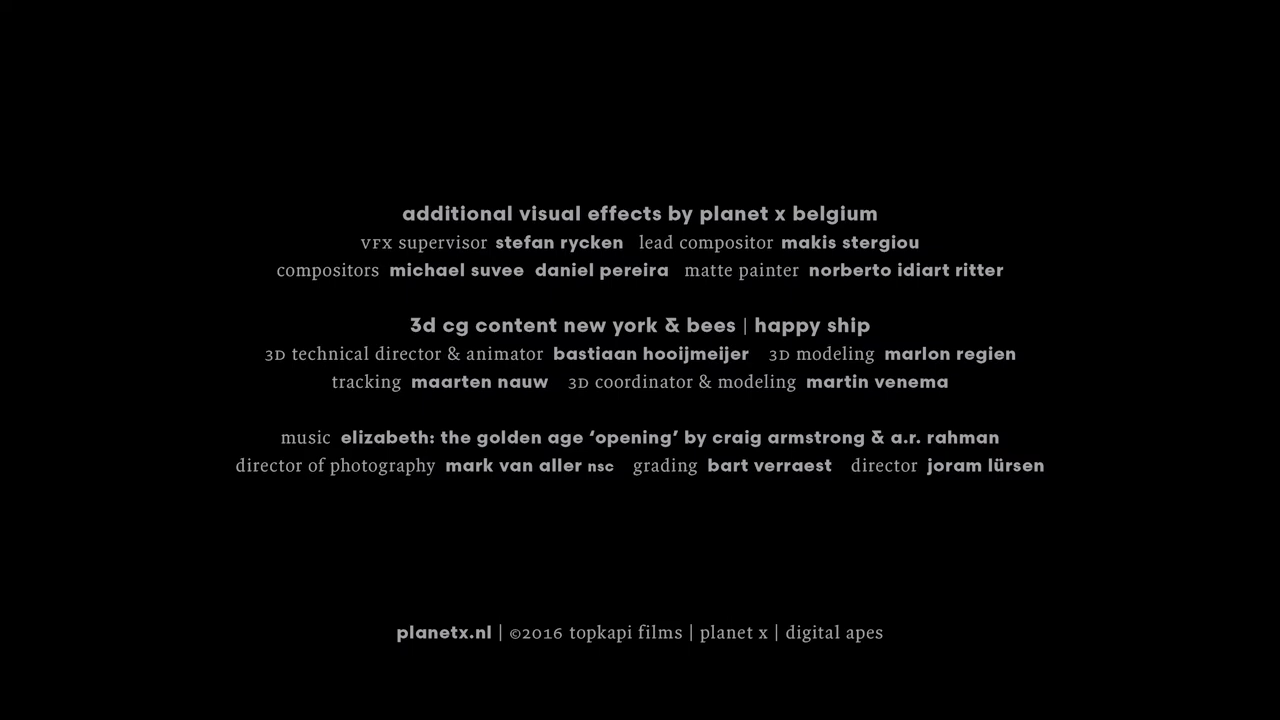 additional visual effects by planet x belgium
VFX supervisor stefan rycken lead compositor makis stergiou
compositors michael suvee daniel pereira matte painter norberto idiart ritter
3d cg content new york & bees | happy ship
3D technical director & animator bastiaan hooijmeijer 3D modeling marlon regien
tracking maarten nauw 3D coordinator & modeling martin venema
music elizabeth: the golden age ‘opening’ by craig armstrong & a.r. rahman
director of photography mark van aller nsc grading bart verraest director joram lürsen
planetx.nl | ©2016 topkapi films | planet x | digital apes